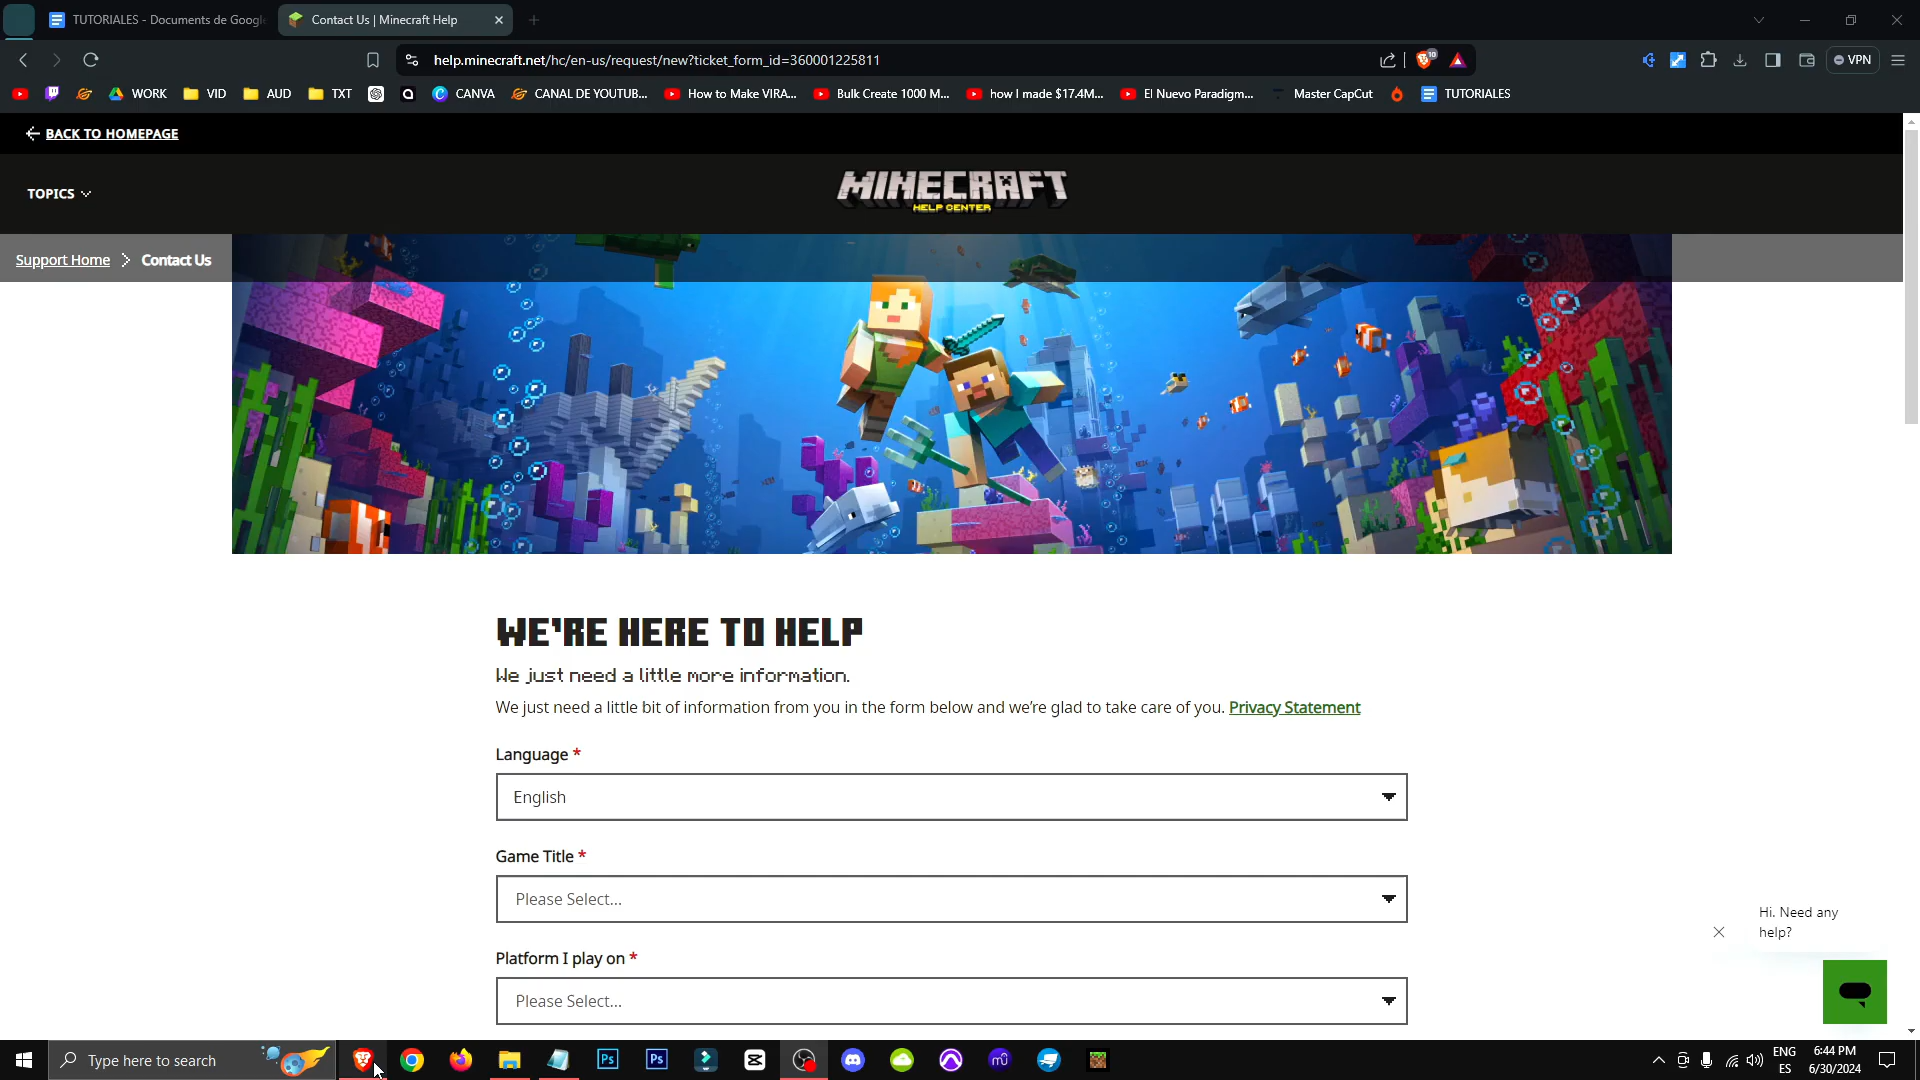 TUTORIALES - Documentos de Google
Contact Us | Minecraft Help
help.minecraft.net/hc/en-us/request/new?ticket_form_id=360001225811
10
VPN
WORK
VID
AUD
TXT
CANVA
CANAL DE YOUTUB...
How to Make VIRA...
Bulk Create 1000 M...
how I made $17.4M...
El Nuevo Paradigm...
Master CapCut
TUTORIALES
BACK TO HOMEPAGE
TOPICS
MINECRAFT
HELP CENTER
Support Home
Contact Us
WE'RE HERE TO HELP
We just need a little more information.
We just need a little bit of information from you in the form below and we're glad to take care of you. Privacy Statement
Language *
English
Game Title *
Please Select...
Platform I play on *
Please Select...
Hi. Need any
help?
Type here to search
Ps
Ps
ENG
ES
6:44 PM
6/30/2024